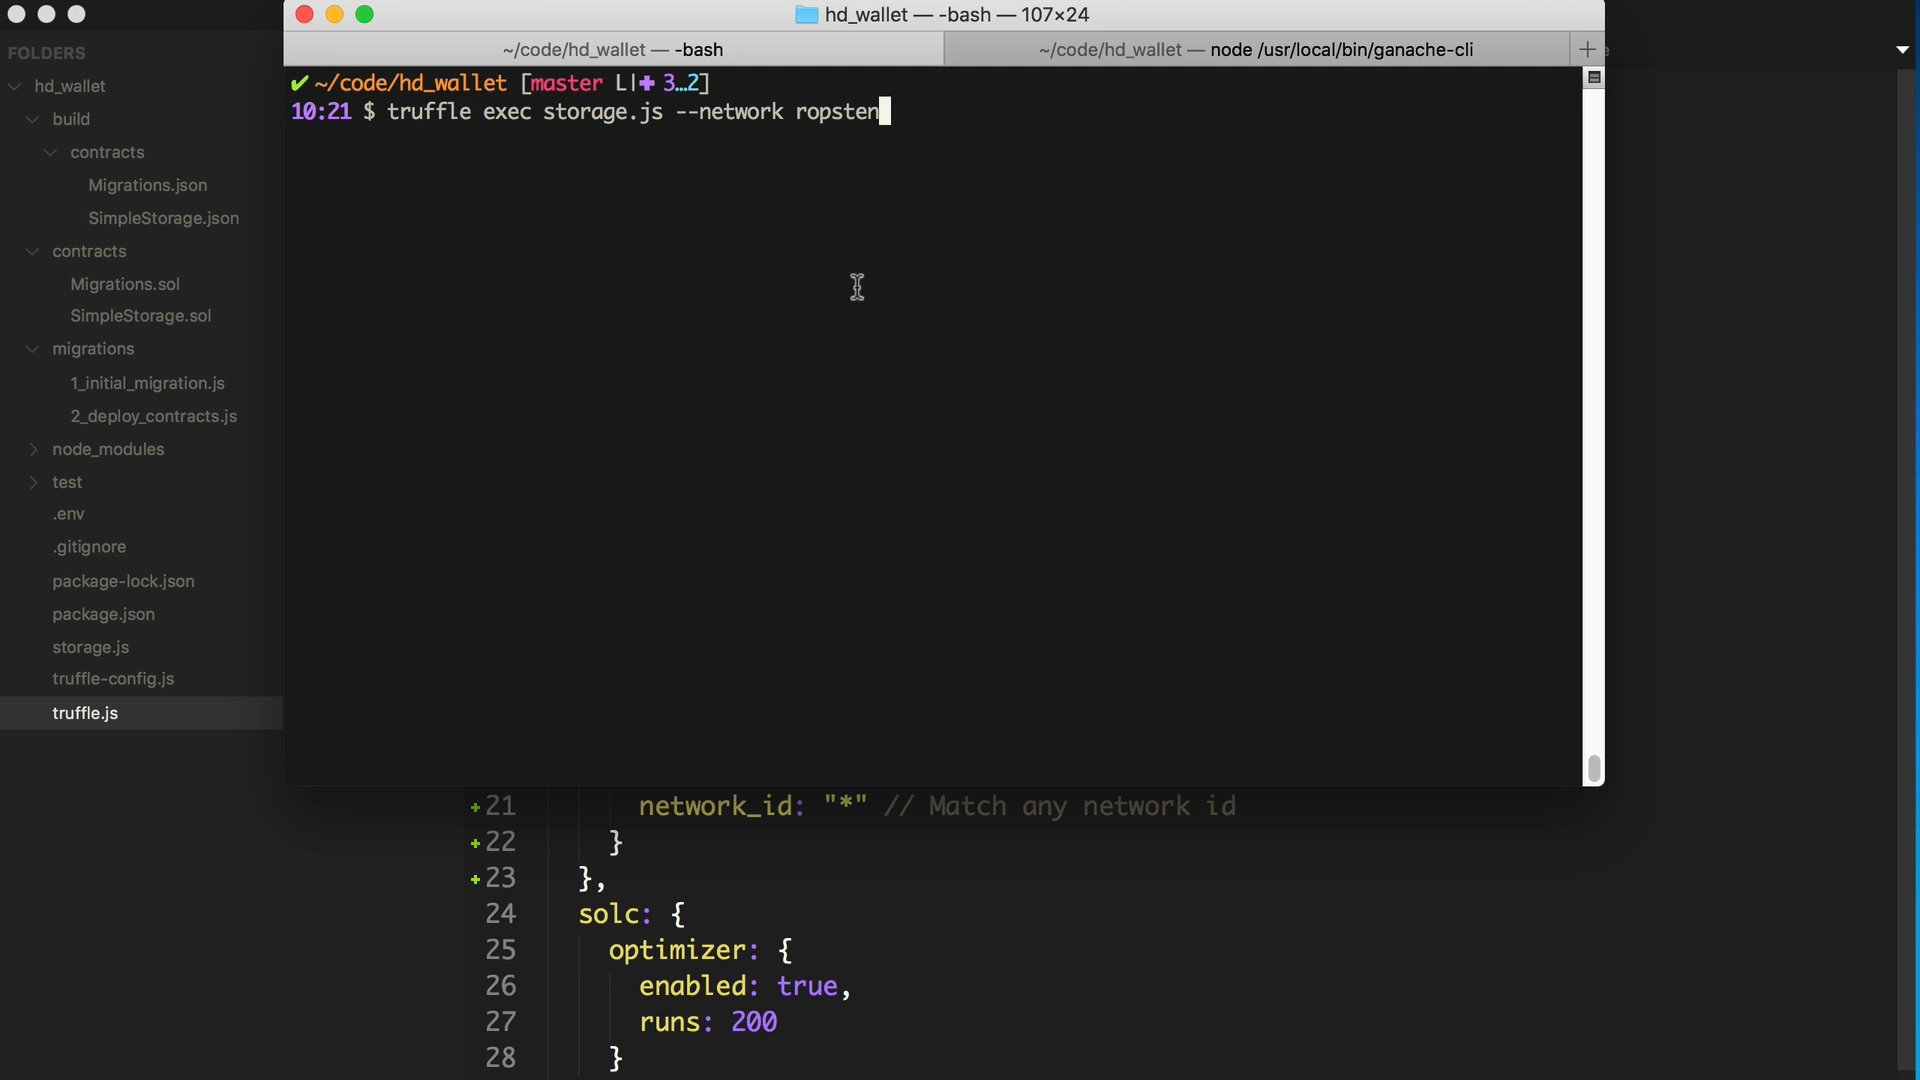 hd_wallet — -bash — 107×24
~/code/hd_wallet — -bash
~/code/hd_wallet — node /usr/local/bin/ganache-cli
✔ ~/code/hd_wallet [master L|✚ 3…2]
10:21 $ truffle exec storage.js --network ropsten
FOLDERS
hd_wallet
build
contracts
Migrations.json
SimpleStorage.json
contracts
Migrations.sol
SimpleStorage.sol
migrations
1_initial_migration.js
2_deploy_contracts.js
node_modules
test
.env
.gitignore
package-lock.json
package.json
storage.js
truffle-config.js
truffle.js
+21 network_id: "*" // Match any network id
+22 }
+23 },
24 solc: {
25 optimizer: {
26 enabled: true,
27 runs: 200
28 }